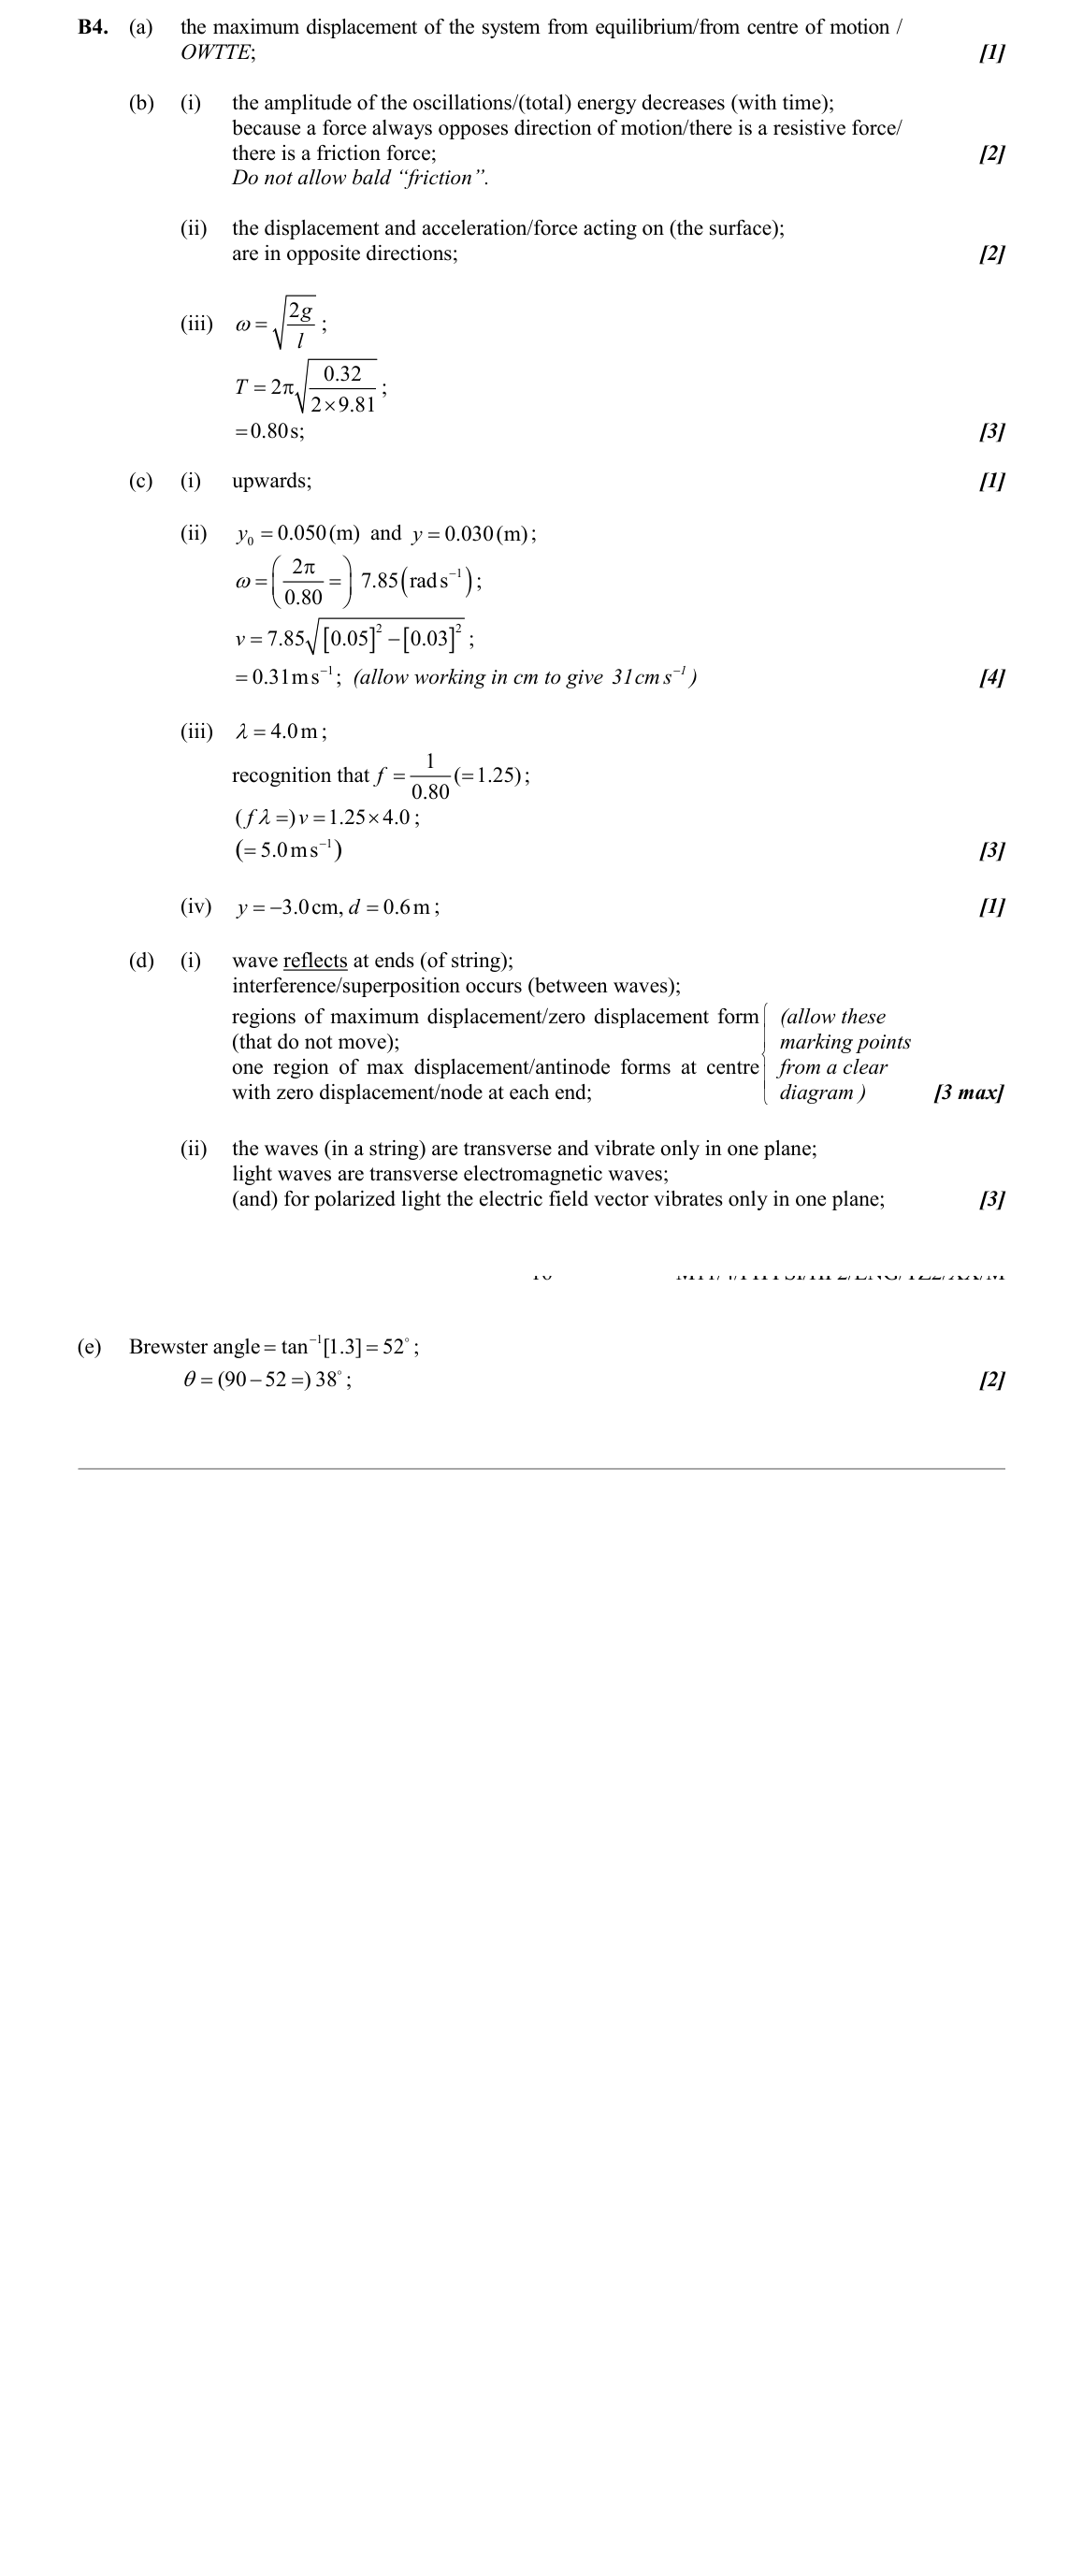 B4. (a) the maximum displacement of the system from equilibrium/from centre of motion /
OWTTE; [1]
(b) (i) the amplitude of the oscillations/(total) energy decreases (with time);
because a force always opposes direction of motion/there is a resistive force/
there is a friction force; [2]
Do not allow bald “friction”.
(ii) the displacement and acceleration/force acting on (the surface);
are in opposite directions; [2]
(iii) ω = √(2g/l) ;
T = 2π√(0.32/(2×9.81)) ;
= 0.80s; [3]
(c) (i) upwards; [1]
(ii) y₀ = 0.050(m) and y = 0.030(m);
ω = (2π/0.80 =) 7.85(rad s⁻¹);
v = 7.85√([0.05]² − [0.03]²) ;
= 0.31m s⁻¹; (allow working in cm to give 31cm s⁻¹) [4]
(iii) λ = 4.0m;
recognition that f = 1/0.80 (= 1.25);
(f λ =) v = 1.25×4.0;
(= 5.0m s⁻¹) [3]
(iv) y = −3.0cm, d = 0.6m; [1]
(d) (i) wave reflects at ends (of string);
interference/superposition occurs (between waves);
regions of maximum displacement/zero displacement form (allow these
(that do not move); marking points
one region of max displacement/antinode forms at centre from a clear
with zero displacement/node at each end; diagram) [3 max]
(ii) the waves (in a string) are transverse and vibrate only in one plane;
light waves are transverse electromagnetic waves;
(and) for polarized light the electric field vector vibrates only in one plane; [3]
(e) Brewster angle = tan⁻¹[1.3] = 52°;
θ = (90 − 52 =) 38°; [2]